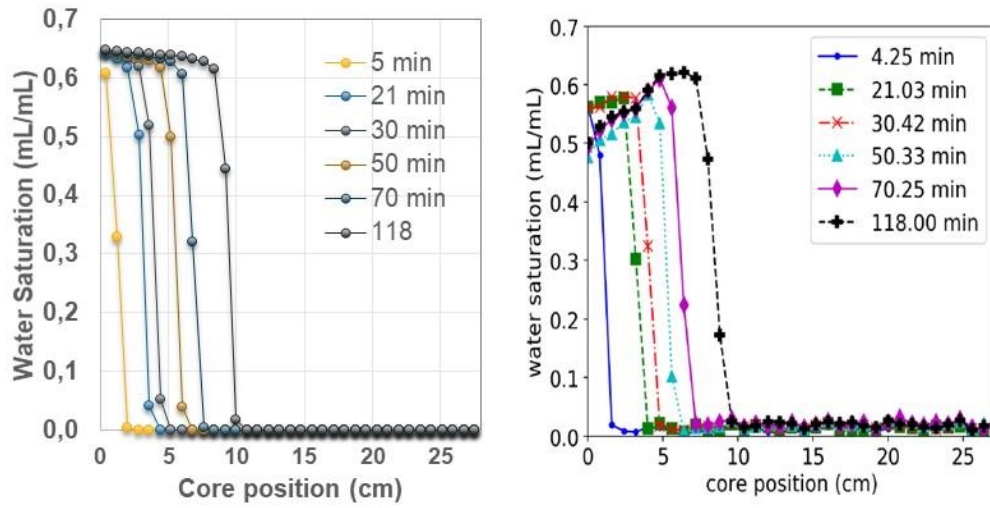 0,7
0,6
0,5
0,4
0,3
0,2
0,1
0,0
Water Saturation (mL/mL)
5 min
21 min
30 min
50 min
70 min
118
0
5
10
15
20
25
Core position (cm)
0.7
0.6
0.5
0.4
0.3
0.2
0.1
0.0
water saturation (mL/mL)
4.25 min
21.03 min
30.42 min
50.33 min
70.25 min
118.00 min
0
5
10
15
20
25
core position (cm)